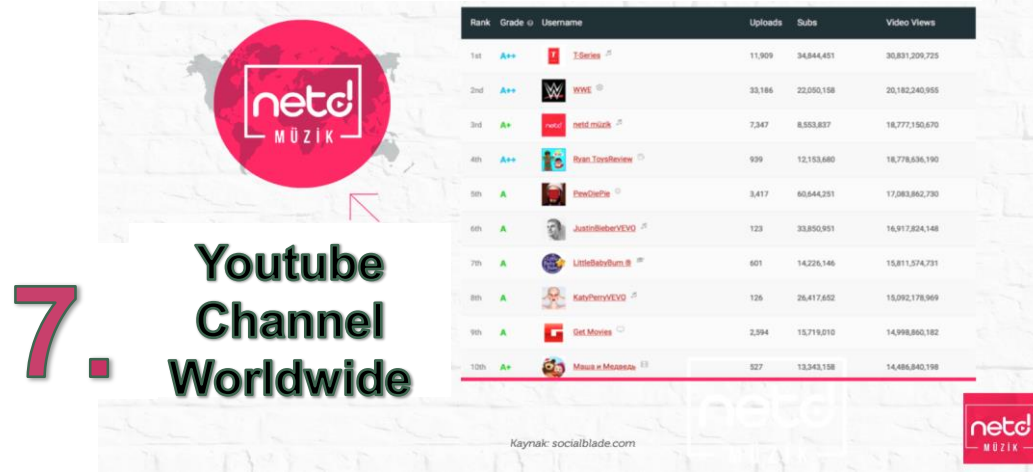 netd
MÜZİK
7.
Youtube
Channel
Worldwide
Rank Grade Username Uploads Subs Video Views
1st A++ T-Series 11,909 34,844,451 30,831,209,725
2nd A++ WWE 33,186 22,050,158 20,182,240,955
3rd A+ netd müzik 7,347 8,553,837 18,777,150,670
4th A++ Ryan ToysReview 939 12,153,680 18,778,636,190
5th A PewDiePie 3,417 60,644,251 17,083,862,730
6th A JustinBieberVEVO 123 33,850,951 16,917,824,148
7th A LittleBabyBum ® 601 14,226,146 15,811,574,731
8th A KatyPerryVEVO 126 26,417,652 15,092,178,969
9th A Get Movies 2,594 15,719,010 14,998,860,182
10th A+ Маша и Медведь 527 13,343,158 14,486,840,198
Kaynak: socialblade.com
netd
MÜZİK